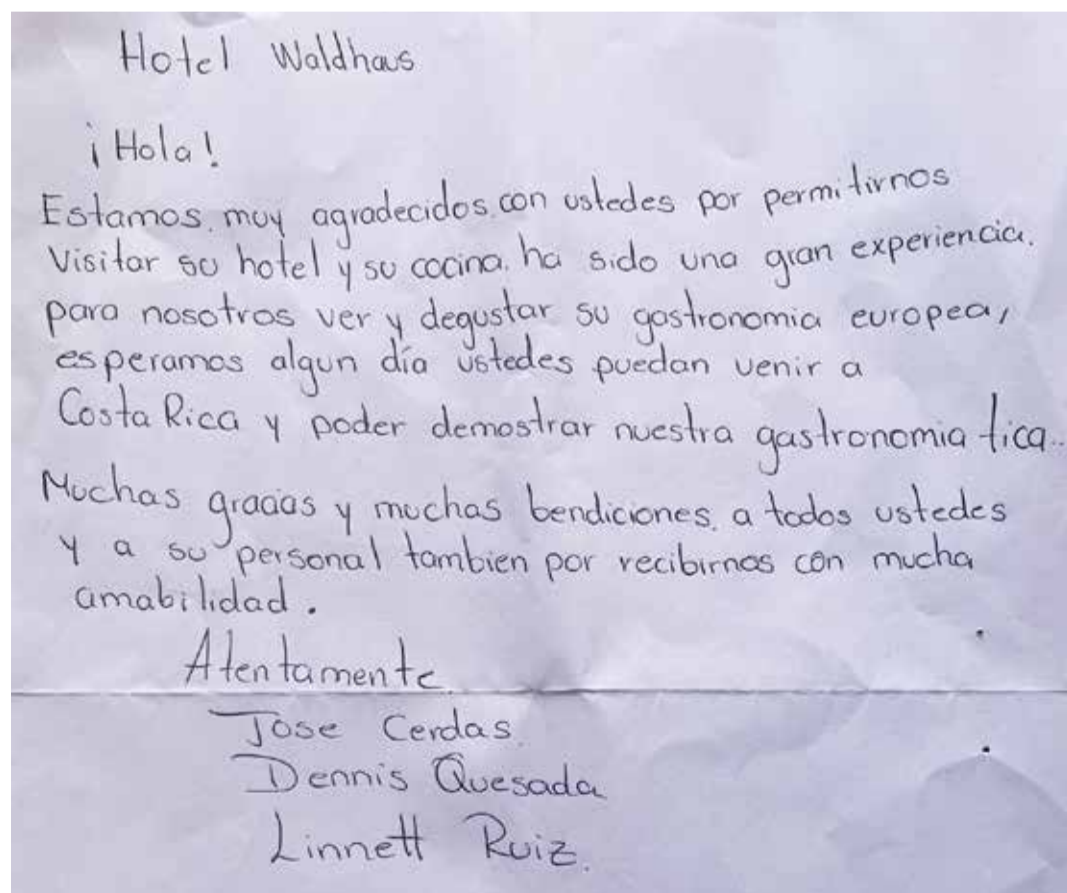 Hotel Waldhaus
¡Hola!
Estamos muy agradecidos con ustedes por permitirnos
Visitar su hotel y su cocina. ha sido una gran experiencia.
para nosotros ver y degustar su gastronomia europea,
esperamos algun día ustedes puedan venir a
Costa Rica y poder demostrar nuestra gastronomia tica..
Muchas gracias y muchas bendiciones. a todos ustedes
y a su personal tambien por recibirnos con mucha
amabilidad.
Atentamente
Jose Cerdas.
Dennis Quesada
Linnett Ruiz.